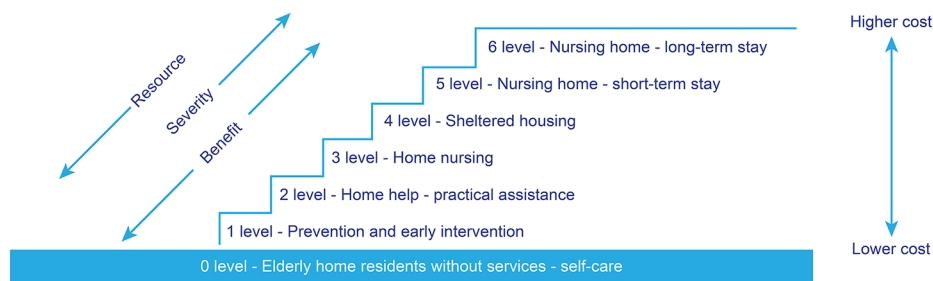 Higher cost
6 level - Nursing home - long-term stay
Resource
5 level - Nursing home - short-term stay
Severity
4 level - Sheltered housing
Benefit
3 level - Home nursing
2 level - Home help - practical assistance
1 level - Prevention and early intervention
Lower cost
0 level - Elderly home residents without services - self-care